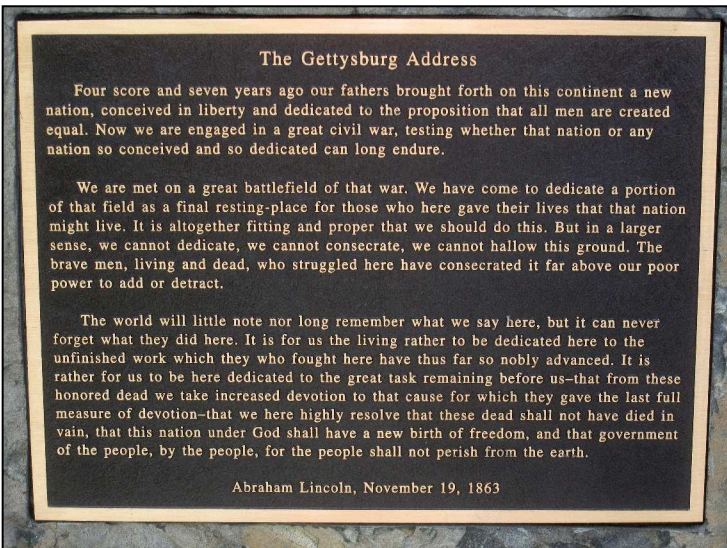 The Gettysburg Address
Four score and seven years ago our fathers brought forth on this continent a new
nation, conceived in liberty and dedicated to the proposition that all men are created
equal. Now we are engaged in a great civil war, testing whether that nation or any
nation so conceived and so dedicated can long endure.
We are met on a great battlefield of that war. We have come to dedicate a portion
of that field as a final resting-place for those who here gave their lives that that nation
might live. It is altogether fitting and proper that we should do this. But in a larger
sense, we cannot dedicate, we cannot consecrate, we cannot hallow this ground. The
brave men, living and dead, who struggled here have consecrated it far above our poor
power to add or detract.
The world will little note nor long remember what we say here, but it can never
forget what they did here. It is for us the living rather to be dedicated here to the
unfinished work which they who fought here have thus far so nobly advanced. It is
rather for us to be here dedicated to the great task remaining before us–that from these
honored dead we take increased devotion to that cause for which they gave the last full
measure of devotion–that we here highly resolve that these dead shall not have died in
vain, that this nation under God shall have a new birth of freedom, and that government
of the people, by the people, for the people shall not perish from the earth.
Abraham Lincoln, November 19, 1863